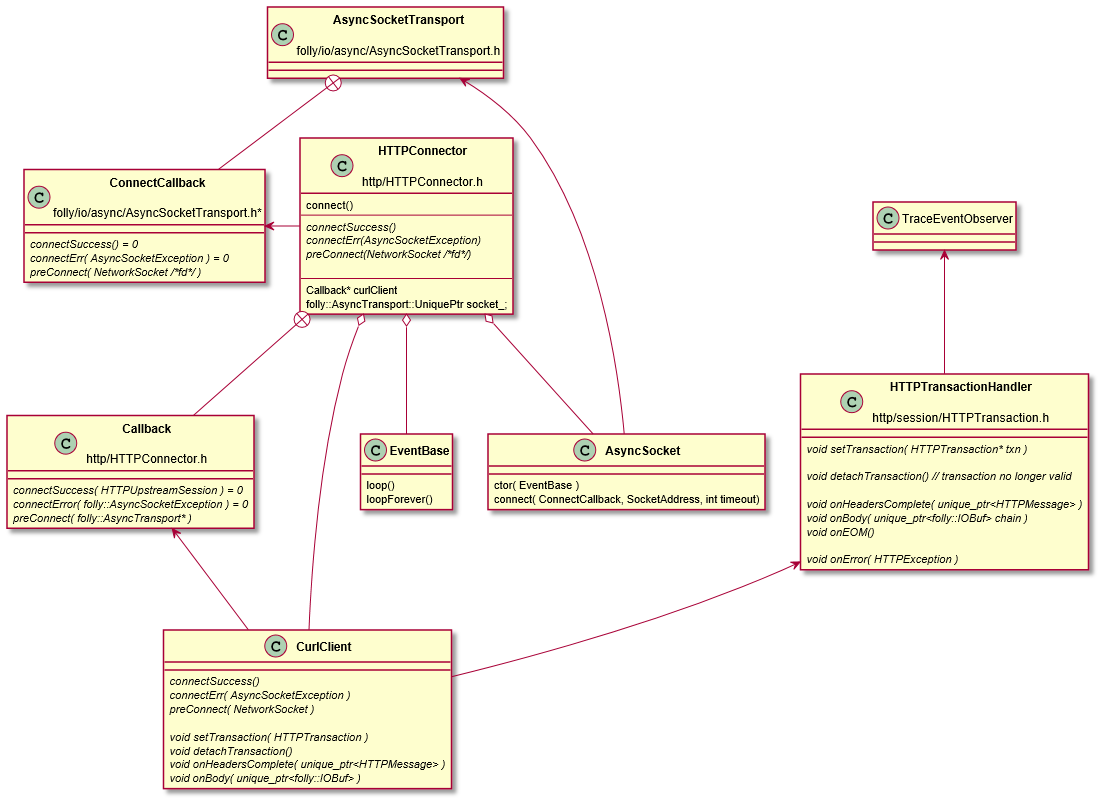 AsyncSocketTransport
C
folly/io/async/AsyncSocketTransport.h
HTTPConnector
C
http/HTTPConnector.h
connect()
connectSuccess()
connectErr(AsyncSocketException)
preConnect(NetworkSocket /*fd*/)
Callback* curlClient
folly::AsyncTransport::UniquePtr socket_;
ConnectCallback
C
folly/io/async/AsyncSocketTransport.h*
connectSuccess() = 0
connectErr( AsyncSocketException ) = 0
preConnect( NetworkSocket /*fd*/ )
C TraceEventObserver
HTTPTransactionHandler
C
http/session/HTTPTransaction.h
void setTransaction( HTTPTransaction* txn )
void detachTransaction() // transaction no longer valid
void onHeadersComplete( unique_ptr<HTTPMessage> )
void onBody( unique_ptr<folly::IOBuf> chain )
void onEOM()
void onError( HTTPException )
Callback
C
http/HTTPConnector.h
connectSuccess( HTTPUpstreamSession ) = 0
connectError( folly::AsyncSocketException ) = 0
preConnect( folly::AsyncTransport* )
C EventBase
loop()
loopForever()
C AsyncSocket
ctor( EventBase )
connect( ConnectCallback, SocketAddress, int timeout)
C CurlClient
connectSuccess()
connectErr( AsyncSocketException )
preConnect( NetworkSocket )
void setTransaction( HTTPTransaction )
void detachTransaction()
void onHeadersComplete( unique_ptr<HTTPMessage> )
void onBody( unique_ptr<folly::IOBuf> )